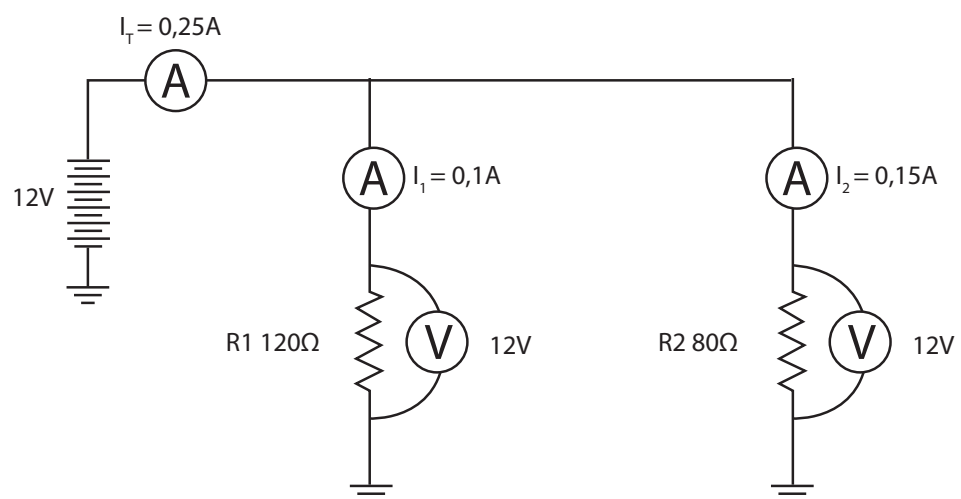 I_T = 0,25A
A
12V
A
I_1 = 0,1A
A
I_2 = 0,15A
R1 120Ω
V
12V
R2 80Ω
V
12V